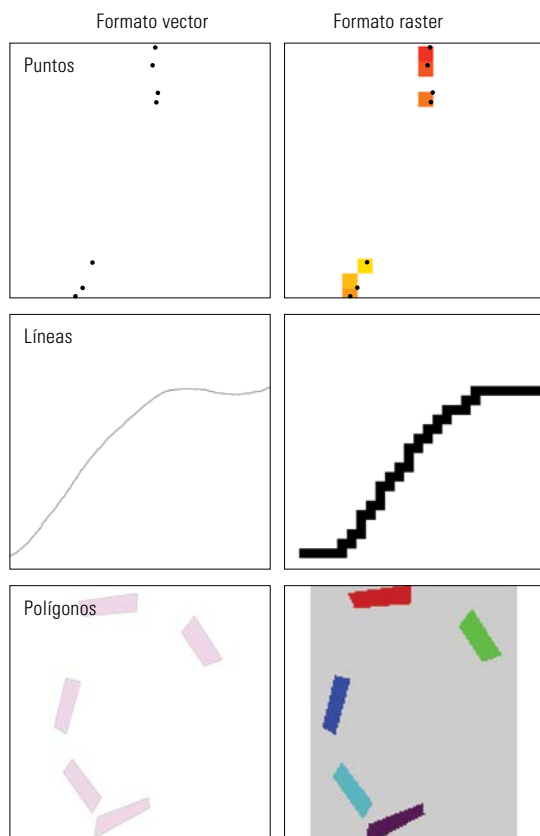 Formato vector
Formato raster
Puntos
Líneas
Polígonos